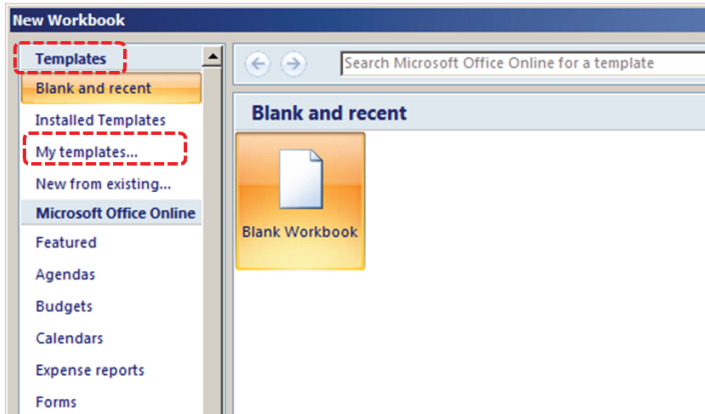 New Workbook
Templates
Blank and recent
Installed Templates
My templates...
New from existing...
Microsoft Office Online
Featured
Agendas
Budgets
Calendars
Expense reports
Forms
Search Microsoft Office Online for a template
Blank and recent
Blank Workbook